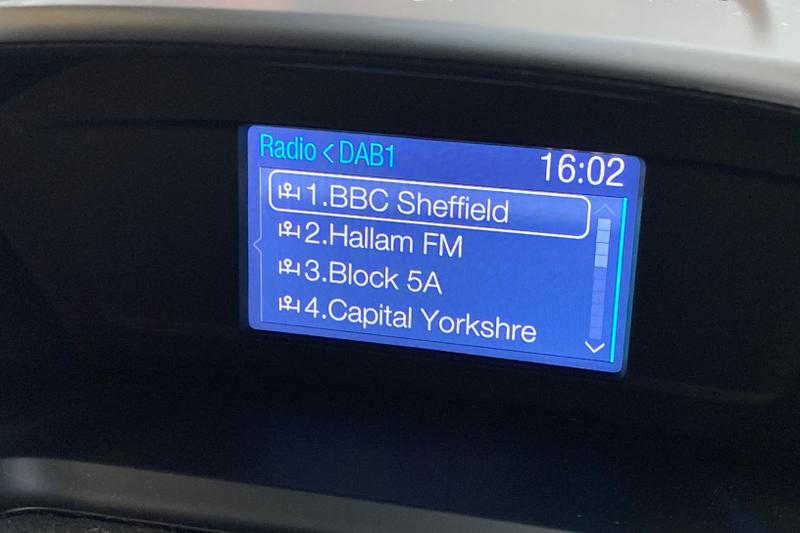 Radio < DAB1
16:02
1.BBC Sheffield
2.Hallam FM
3.Block 5A
4.Capital Yorkshre